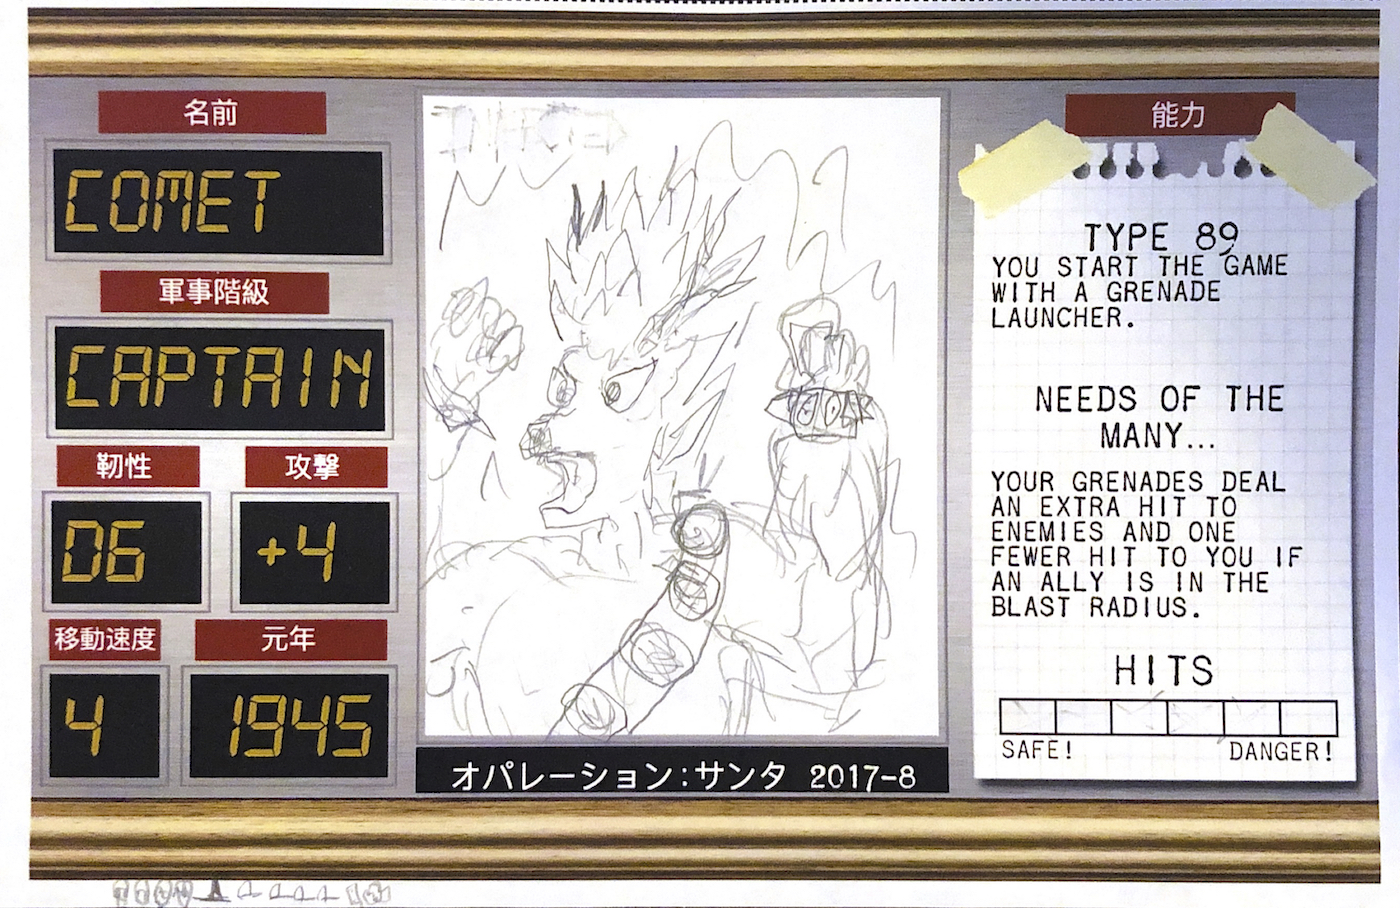 名前
COMET
軍事階級
CAPTAIN
靭性
攻撃
D6
+4
移動速度
元年
4
1945
オパレーション:サンタ 2017-8
能力
TYPE 89
YOU START THE GAME
WITH A GRENADE
LAUNCHER.
NEEDS OF THE
MANY...
YOUR GRENADES DEAL
AN EXTRA HIT TO
ENEMIES AND ONE
FEWER HIT TO YOU IF
AN ALLY IS IN THE
BLAST RADIUS.
HITS
SAFE!
DANGER!